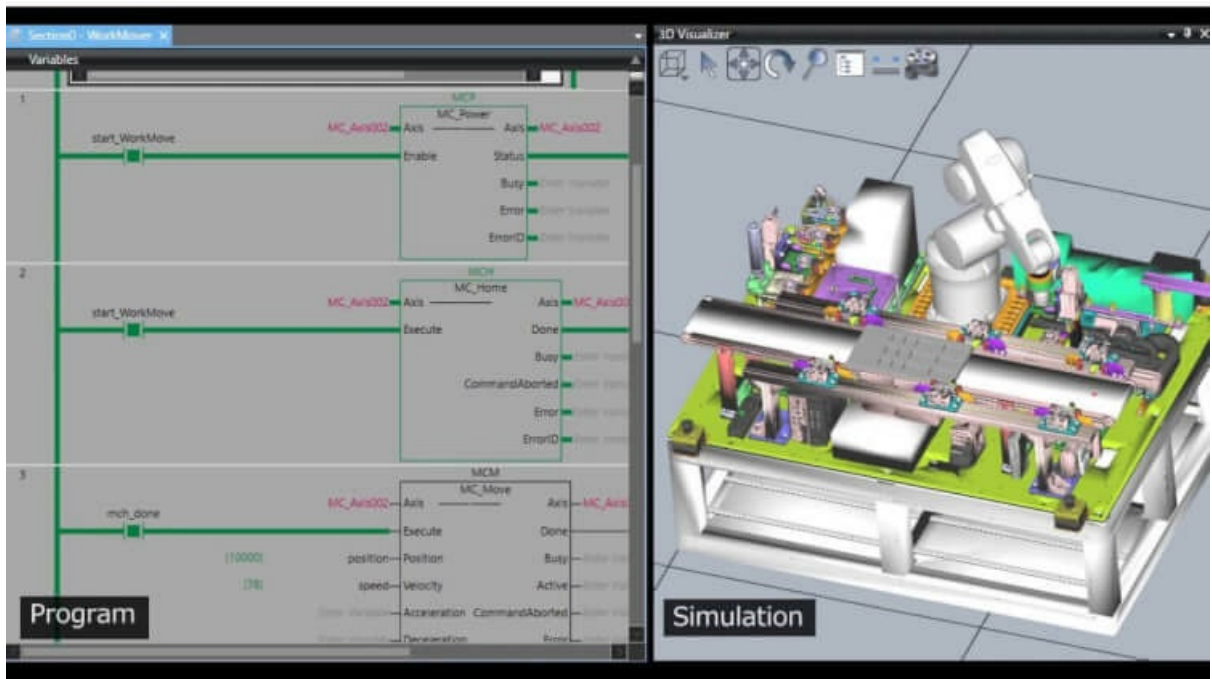 Section0 - WorkMover
Variables
1
MCP
MC_Power
start_WorkMove
MC_Axis002 Axis Axis MC_Axis002
Enable Status
Busy
Error
ErrorID
2
MCH
MC_Home
start_WorkMove
MC_Axis002 Axis Axis
Execute Done
Busy
CommandAborted
Error
ErrorID
3
MCM
MC_Move
mch_done
MC_Axis002 Axis Axis
Execute Done
(10000) position Position Busy
(78) speed Velocity Active
Acceleration CommandAborted
Deceleration Error
Program
3D Visualizer
Simulation